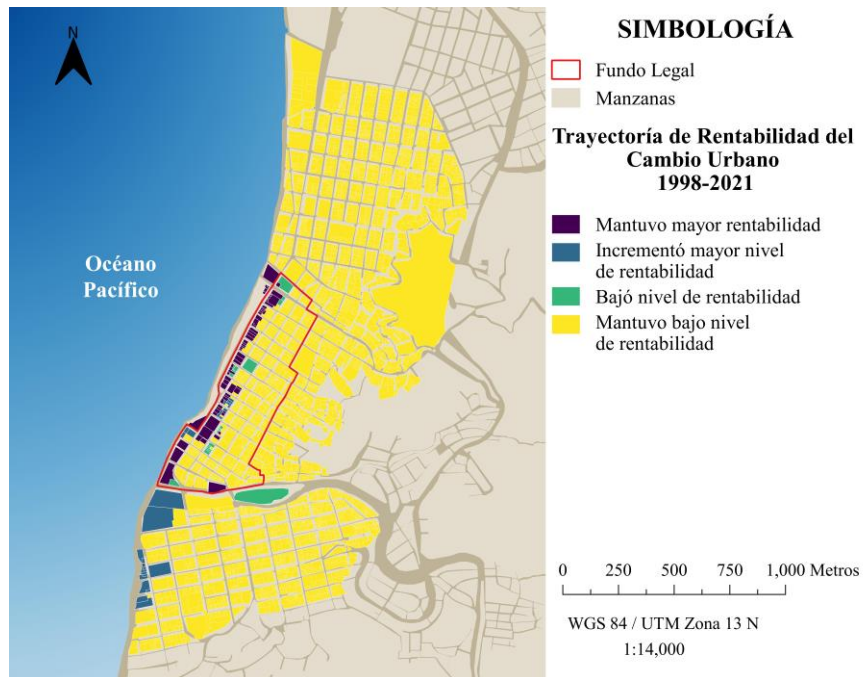 N
Océano
Pacífico
SIMBOLOGÍA
Fundo Legal
Manzanas
Trayectoría de Rentabilidad del
Cambio Urbano
1998-2021
Mantuvo mayor rentabilidad
Incrementó mayor nivel
de rentabilidad
Bajó nivel de rentabilidad
Mantuvo bajo nivel
de rentabilidad
0 250 500 750 1,000 Metros
WGS 84 / UTM Zona 13 N
1:14,000